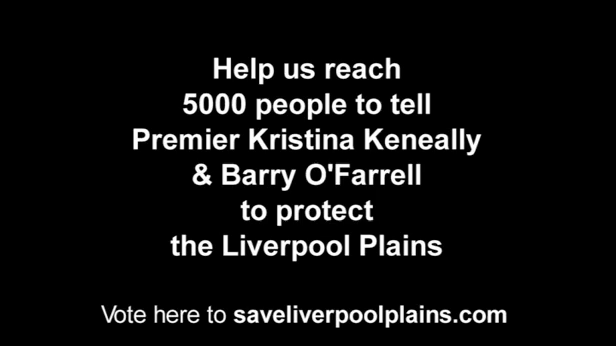 Help us reach
5000 people to tell
Premier Kristina Keneally
& Barry O'Farrell
to protect
the Liverpool Plains
Vote here to saveliverpoolplains.com